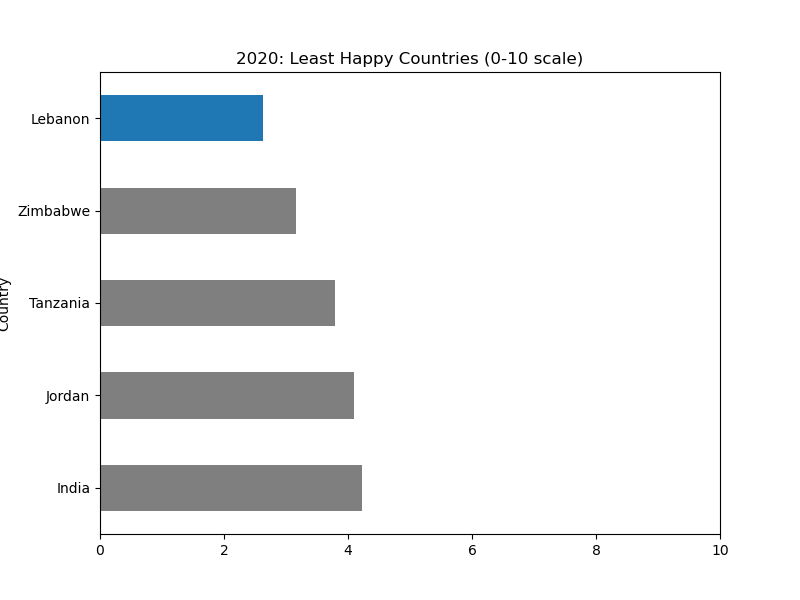 2020: Least Happy Countries (0-10 scale)
Lebanon
Zimbabwe
Tanzania
Jordan
India
Country
0 2 4 6 8 10